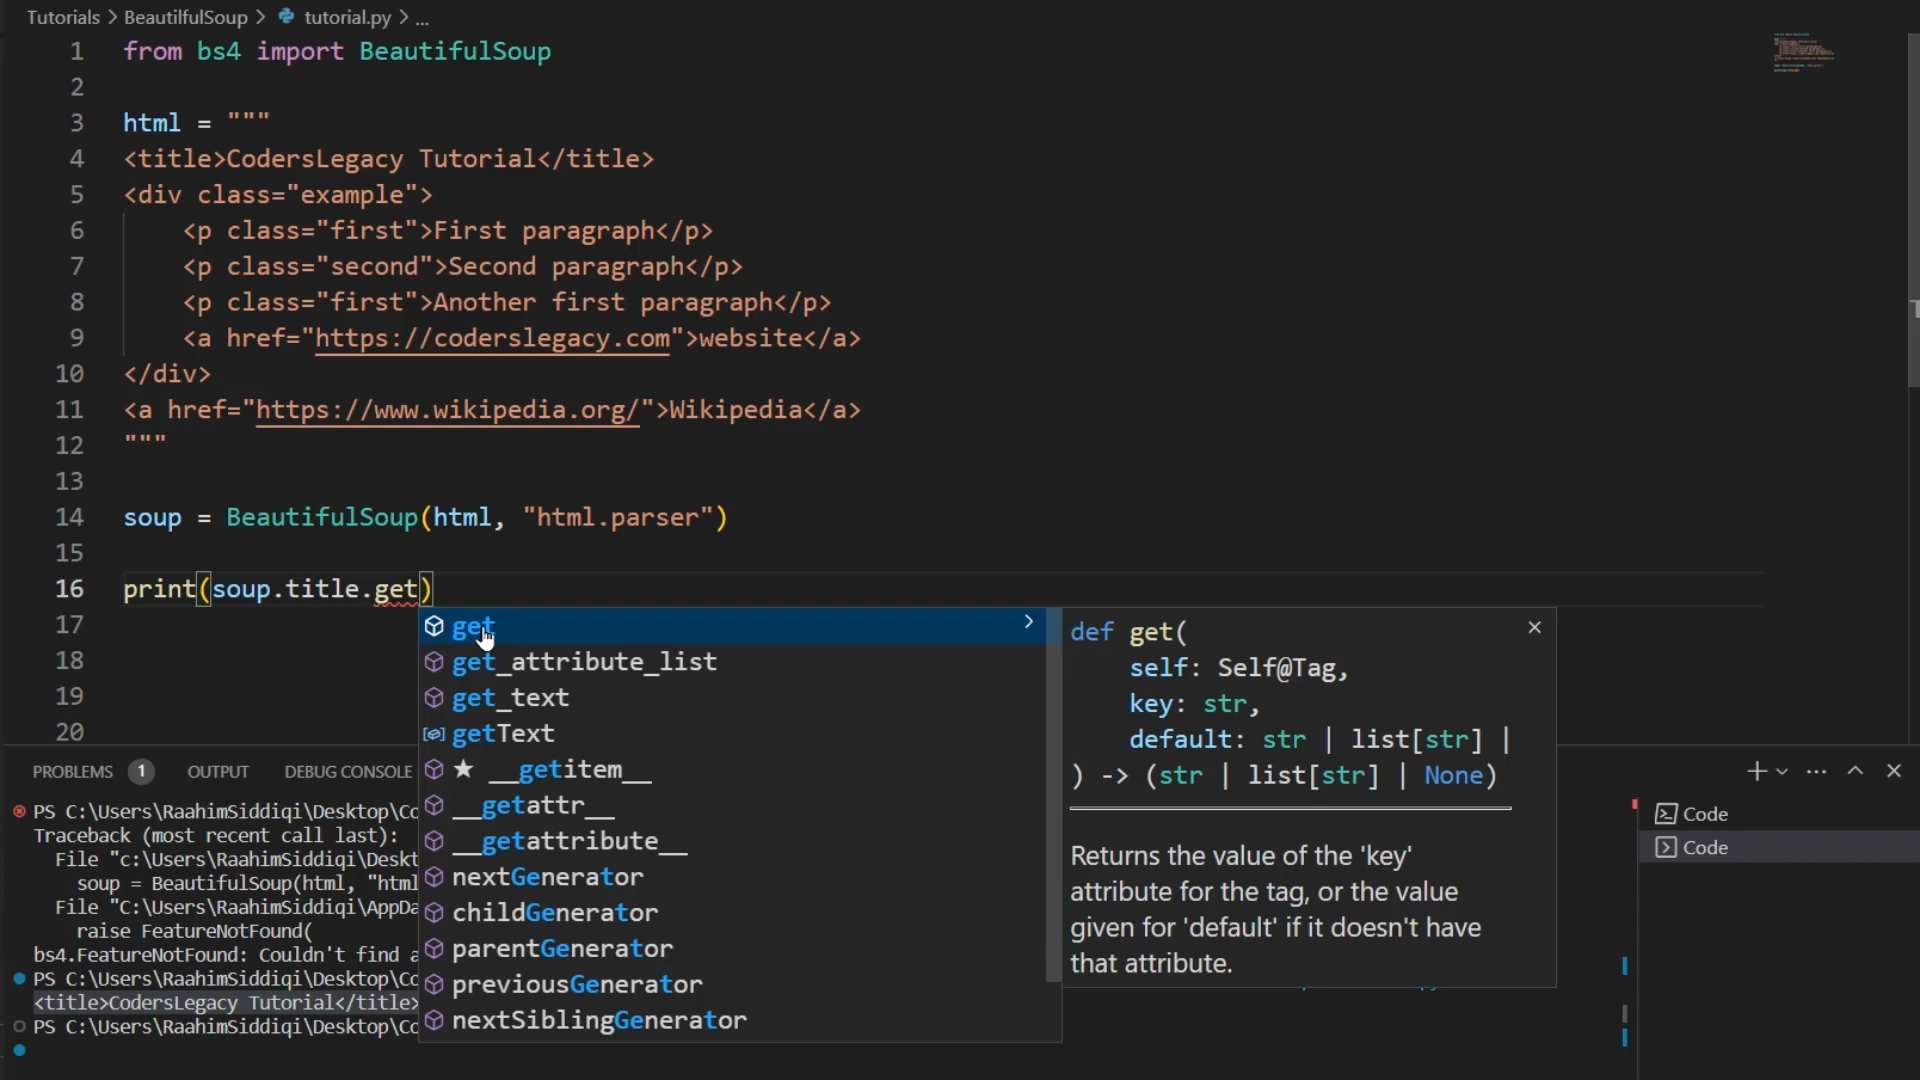 Tutorials > BeautilfulSoup > tutorial.py > ...
1 from bs4 import BeautifulSoup
2
3 html = """
4 <title>CodersLegacy Tutorial</title>
5 <div class="example">
6 <p class="first">First paragraph</p>
7 <p class="second">Second paragraph</p>
8 <p class="first">Another first paragraph</p>
9 <a href="https://coderslegacy.com">website</a>
10 </div>
11 <a href="https://www.wikipedia.org/">Wikipedia</a>
12 """
13
14 soup = BeautifulSoup(html, "html.parser")
15
16 print(soup.title.get)
17
18
19
20
get
get_attribute_list
get_text
getText
★ __getitem__
__getattr__
__getattribute__
nextGenerator
childGenerator
parentGenerator
previousGenerator
nextSiblingGenerator
def get(
self: Self@Tag,
key: str,
default: str | list[str] |
) -> (str | list[str] | None)
Returns the value of the 'key'
attribute for the tag, or the value
given for 'default' if it doesn't have
that attribute.
PROBLEMS 1 OUTPUT DEBUG CONSOLE
PS C:\Users\RaahimSiddiqi\Desktop\Co
Traceback (most recent call last):
File "c:\Users\RaahimSiddiqi\Deskt
soup = BeautifulSoup(html, "html
File "C:\Users\RaahimSiddiqi\AppDa
raise FeatureNotFound(
bs4.FeatureNotFound: Couldn't find a
PS C:\Users\RaahimSiddiqi\Desktop\Co
<title>CodersLegacy Tutorial</title>
PS C:\Users\RaahimSiddiqi\Desktop\Co
Code
Code